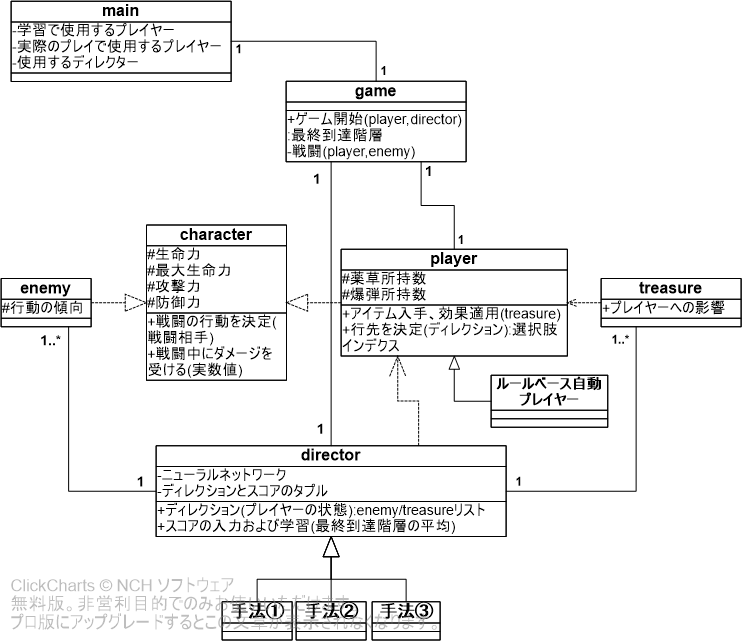 main
-学習で使用するプレイヤー
-実際のプレイで使用するプレイヤー
-使用するディレクター
1
1
game
+ゲーム開始(player,director)
:最終到達階層
-戦闘(player,enemy)
1
1
1
character
#生命力
#最大生命力
#攻撃力
#防御力
+戦闘の行動を決定(
戦闘相手)
+戦闘中にダメージを
受ける(実数値)
player
#薬草所持数
#爆弾所持数
+アイテム入手、効果適用(treasure)
+行先を決定(ディレクション):選択肢
インデクス
enemy
#行動の傾向
1..*
treasure
+プレイヤーへの影響
1..*
ルールベース自動
プレイヤー
1
director
-ニューラルネットワーク
-ディレクションとスコアのタプル
+ディレクション(プレイヤーの状態):enemy/treasureリスト
+スコアの入力および学習(最終到達階層の平均)
1
1
手法①
手法②
手法③
ClickCharts © NCH ソフトウェア
無料版。非営利目的でのみお使いいただけます。
プロ版にアップグレードするとこの文章が表示されなくなります。